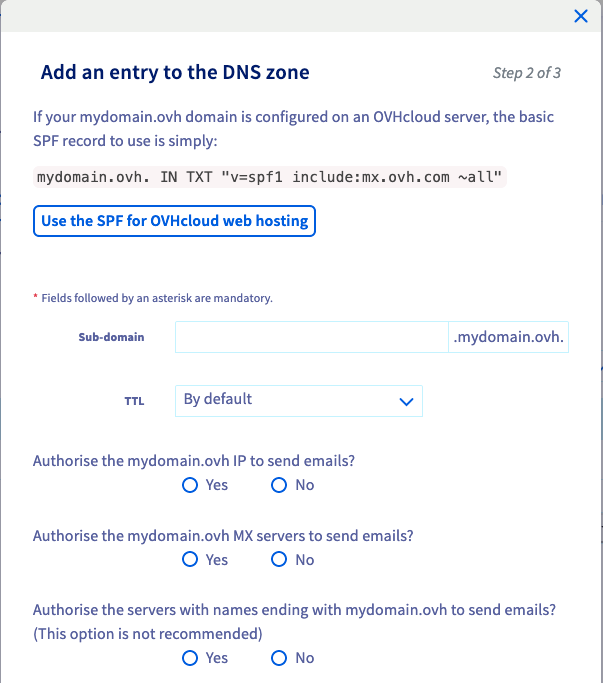 Add an entry to the DNS zone
Step 2 of 3
If your mydomain.ovh domain is configured on an OVHcloud server, the basic
SPF record to use is simply:
mydomain.ovh. IN TXT "v=spf1 include:mx.ovh.com ~all"
Use the SPF for OVHcloud web hosting
* Fields followed by an asterisk are mandatory.
Sub-domain
.mydomain.ovh.
TTL
By default
Authorise the mydomain.ovh IP to send emails?
Yes No
Authorise the mydomain.ovh MX servers to send emails?
Yes No
Authorise the servers with names ending with mydomain.ovh to send emails?
(This option is not recommended)
Yes No